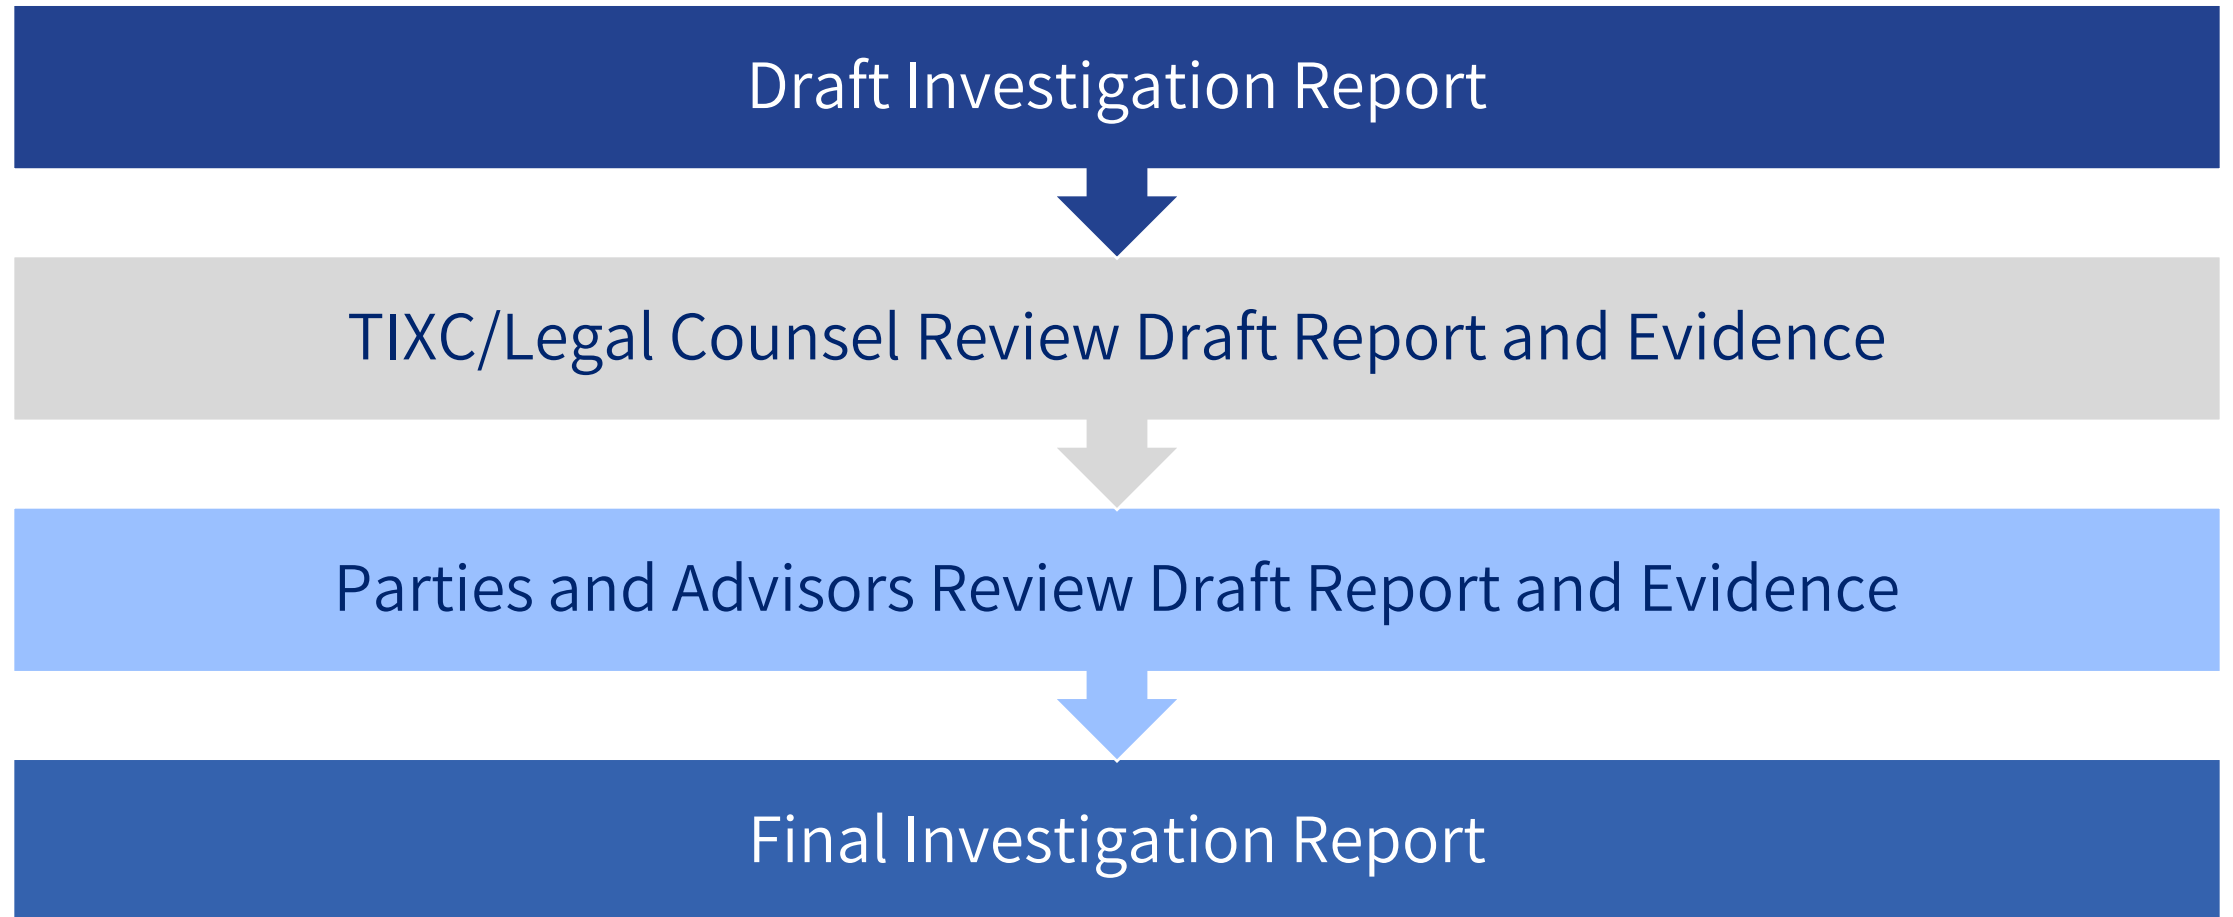 Draft Investigation Report
TIXC/Legal Counsel Review Draft Report and Evidence
Parties and Advisors Review Draft Report and Evidence
Final Investigation Report